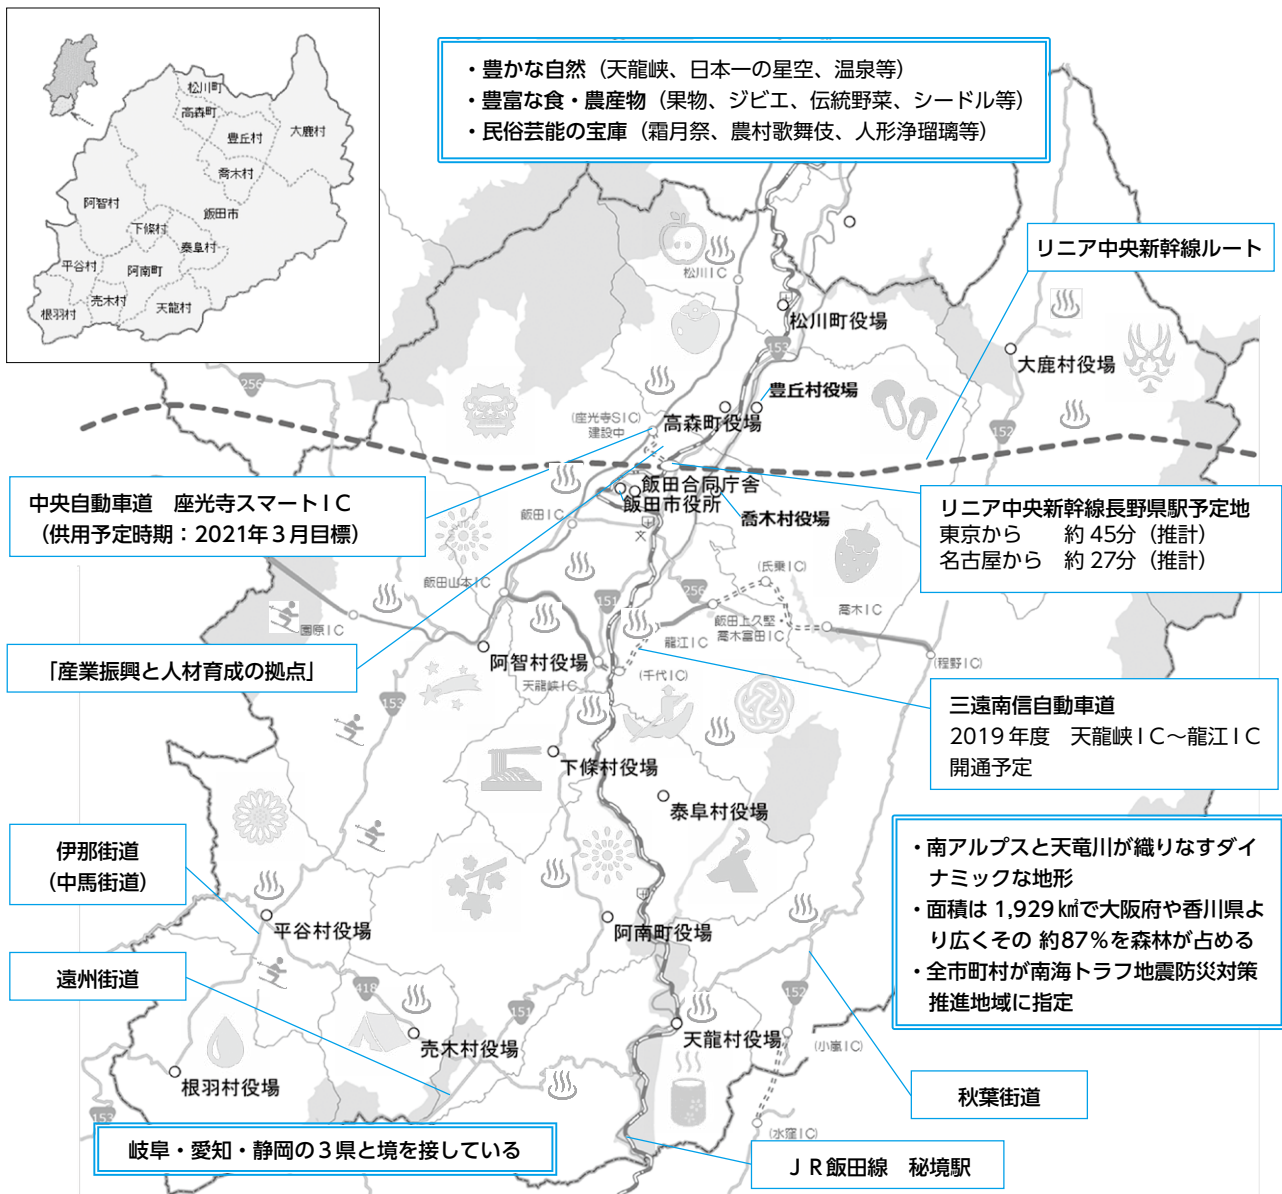 松川町
高森町
豊丘村
大鹿村
喬木村
阿智村
飯田市
下條村
泰阜村
平谷村
阿南町
売木村
天龍村
根羽村
・豊かな自然（天龍峡、日本一の星空、温泉等）
・豊富な食・農産物（果物、ジビエ、伝統野菜、シードル等）
・民俗芸能の宝庫（霜月祭、農村歌舞伎、人形浄瑠璃等）
リニア中央新幹線ルート
松川IC
松川町役場
153
大鹿村役場
256
豊丘村役場
（座光寺SIC）
建設中
高森町役場
152
中央自動車道　座光寺スマートIC
（供用予定時期：2021年３月目標）
飯田合同庁舎
飯田市役所
飯田IC
喬木村役場
リニア中央新幹線長野県駅予定地
東京から　　約45分（推計）
名古屋から　約27分（推計）
飯田山本IC
（氏乗IC）
256
151
園原IC
飯田上久堅・
喬木富田IC
喬木IC
龍江IC
（程野IC）
「産業振興と人材育成の拠点」
阿智村役場
天龍峡IC
（千代IC）
153
三遠南信自動車道
2019年度　天龍峡IC～龍江IC
開通予定
下條村役場
泰阜村役場
伊那街道
（中馬街道）
・南アルプスと天竜川が織りなすダイ
ナミックな地形
・面積は1,929㎢で大阪府や香川県よ
り広くその 約87％を森林が占める
・全市町村が南海トラフ地震防災対策
推進地域に指定
平谷村役場
阿南町役場
遠州街道
418
151
152
売木村役場
天龍村役場
（小嵐IC）
根羽村役場
153
秋葉街道
（水窪IC）
岐阜・愛知・静岡の３県と境を接している
ＪＲ飯田線　秘境駅